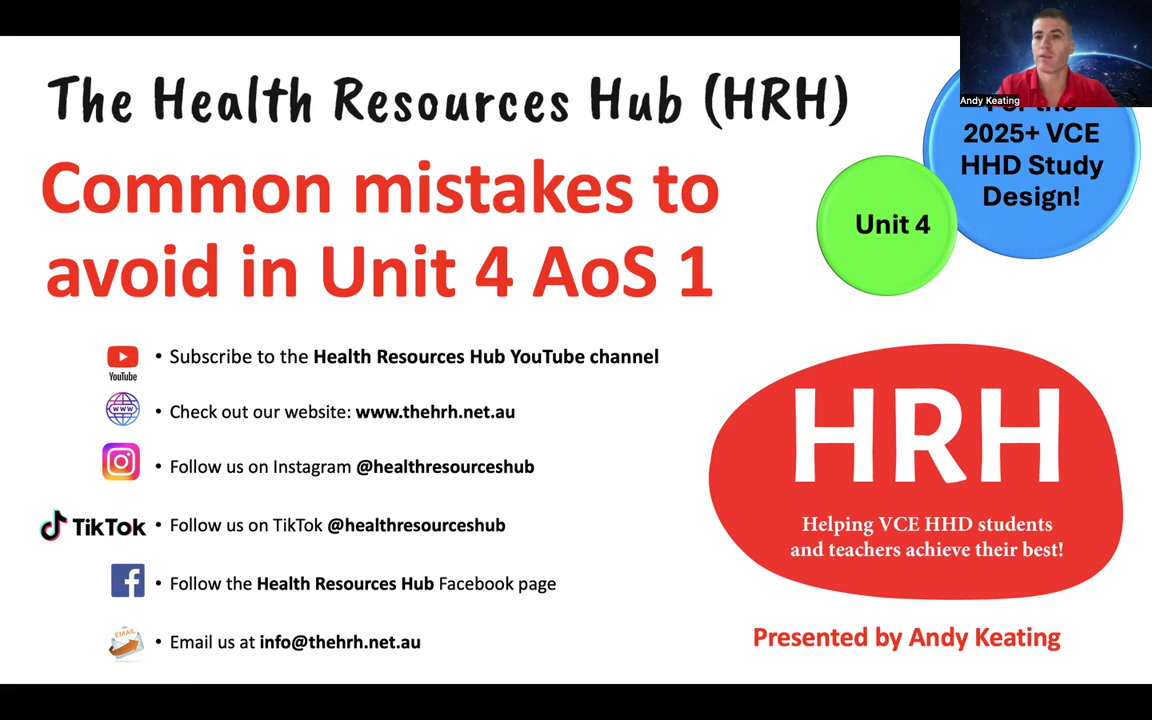 Andy Keating
The Health Resources Hub (HRH)
Common mistakes to
avoid in Unit 4 AoS 1
For the
2025+ VCE
HHD Study
Design!
Unit 4
YouTube
• Subscribe to the Health Resources Hub YouTube channel
www
• Check out our website: www.thehrh.net.au
• Follow us on Instagram @healthresourceshub
TikTok
• Follow us on TikTok @healthresourceshub
f
• Follow the Health Resources Hub Facebook page
EMAIL
• Email us at info@thehrh.net.au
HRH
Helping VCE HHD students
and teachers achieve their best!
Presented by Andy Keating